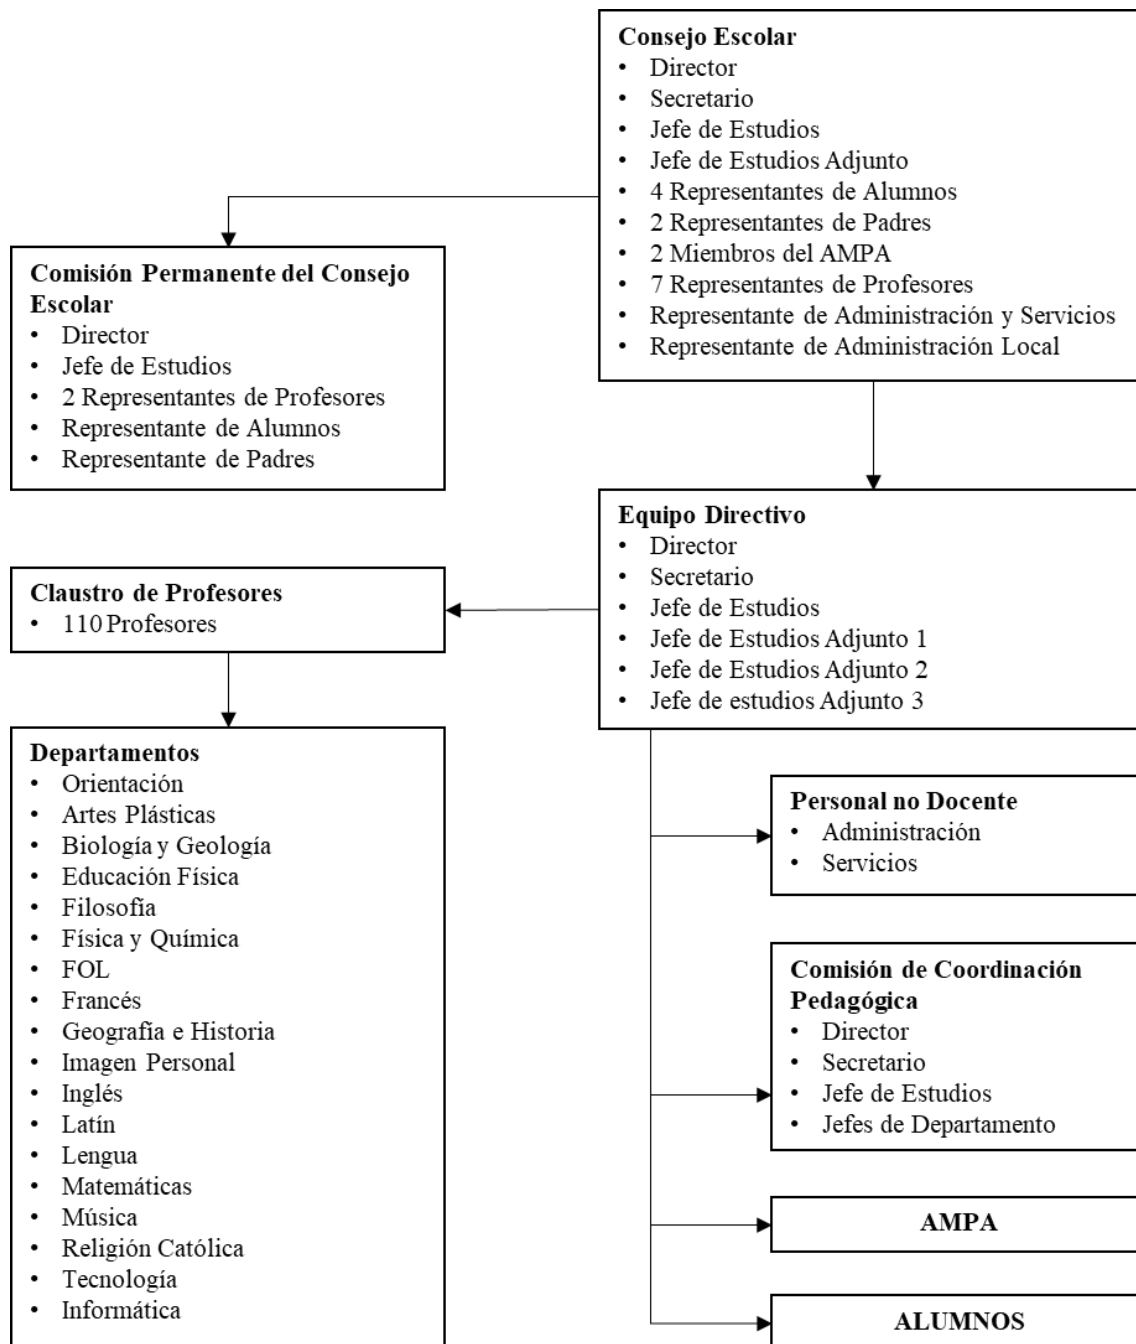 Consejo Escolar
• Director
• Secretario
• Jefe de Estudios
• Jefe de Estudios Adjunto
• 4 Representantes de Alumnos
• 2 Representantes de Padres
• 2 Miembros del AMPA
• 7 Representantes de Profesores
• Representante de Administración y Servicios
• Representante de Administración Local
Comisión Permanente del Consejo
Escolar
• Director
• Jefe de Estudios
• 2 Representantes de Profesores
• Representante de Alumnos
• Representante de Padres
Equipo Directivo
• Director
• Secretario
• Jefe de Estudios
• Jefe de Estudios Adjunto 1
• Jefe de Estudios Adjunto 2
• Jefe de estudios Adjunto 3
Claustro de Profesores
• 110 Profesores
Departamentos
• Orientación
• Artes Plásticas
• Biología y Geología
• Educación Física
• Filosofía
• Física y Química
• FOL
• Francés
• Geografía e Historia
• Imagen Personal
• Inglés
• Latín
• Lengua
• Matemáticas
• Música
• Religión Católica
• Tecnología
• Informática
Personal no Docente
• Administración
• Servicios
Comisión de Coordinación
Pedagógica
• Director
• Secretario
• Jefe de Estudios
• Jefes de Departamento
AMPA
ALUMNOS